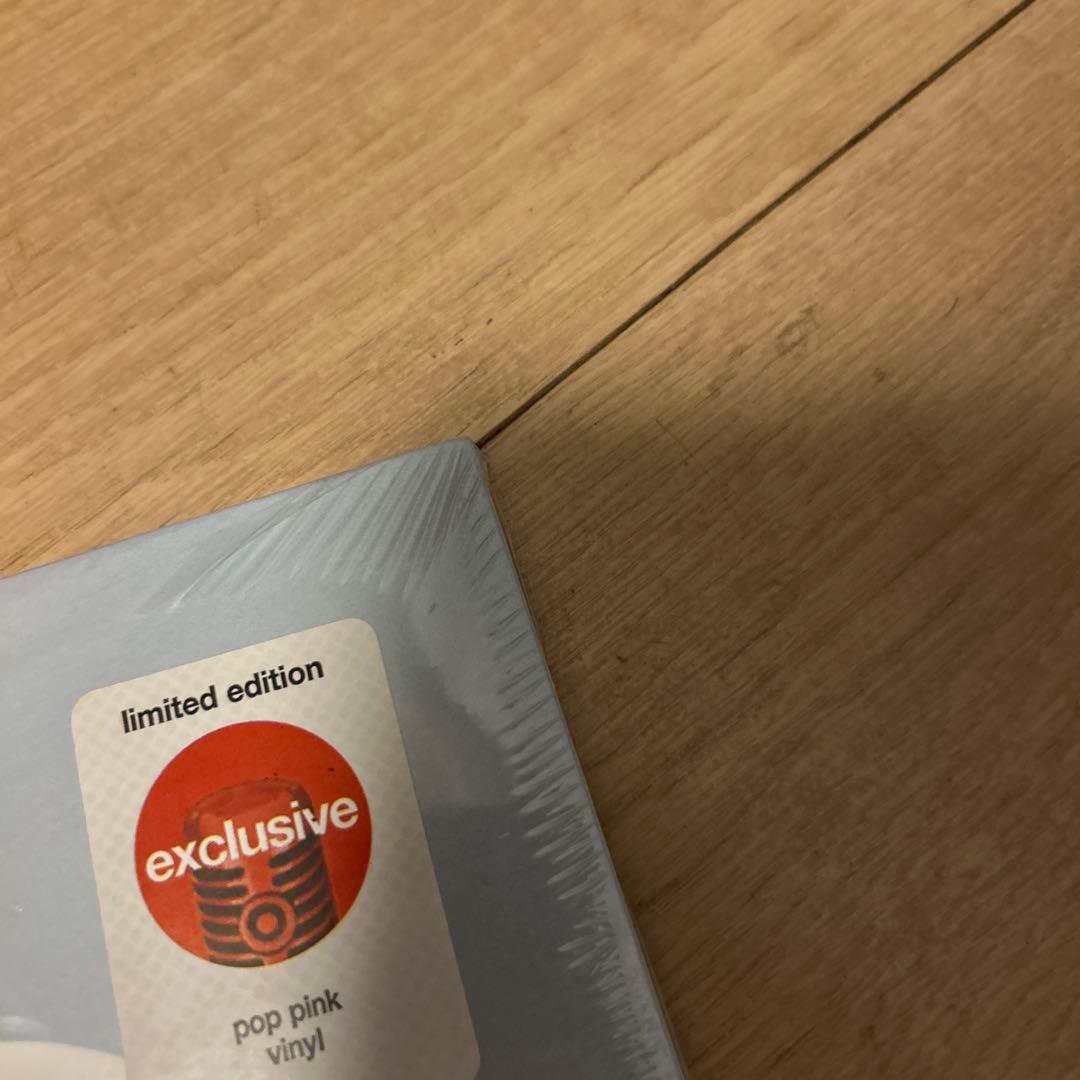 limited edition
exclusive
pop pink
vinyl